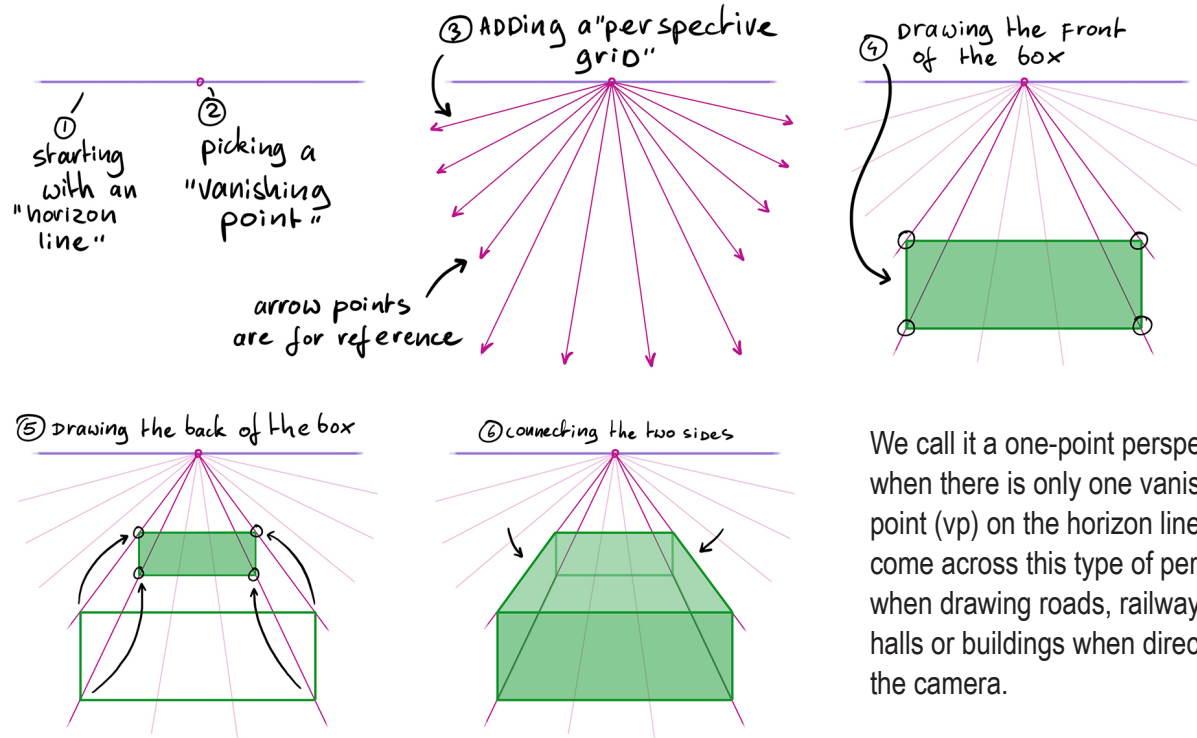 ①
starting
with an
"horizon
line"
②
picking a
"vanishing
point"
③ ADDing a "perspective
griD"
arrow points
are for reference
④ Drawing the Front
of the box
⑤ Drawing the back of the box
⑥ connecting the two sides
We call it a one-point perspe
when there is only one vanis
point (vp) on the horizon line
come across this type of per
when drawing roads, railway
halls or buildings when direc
the camera.